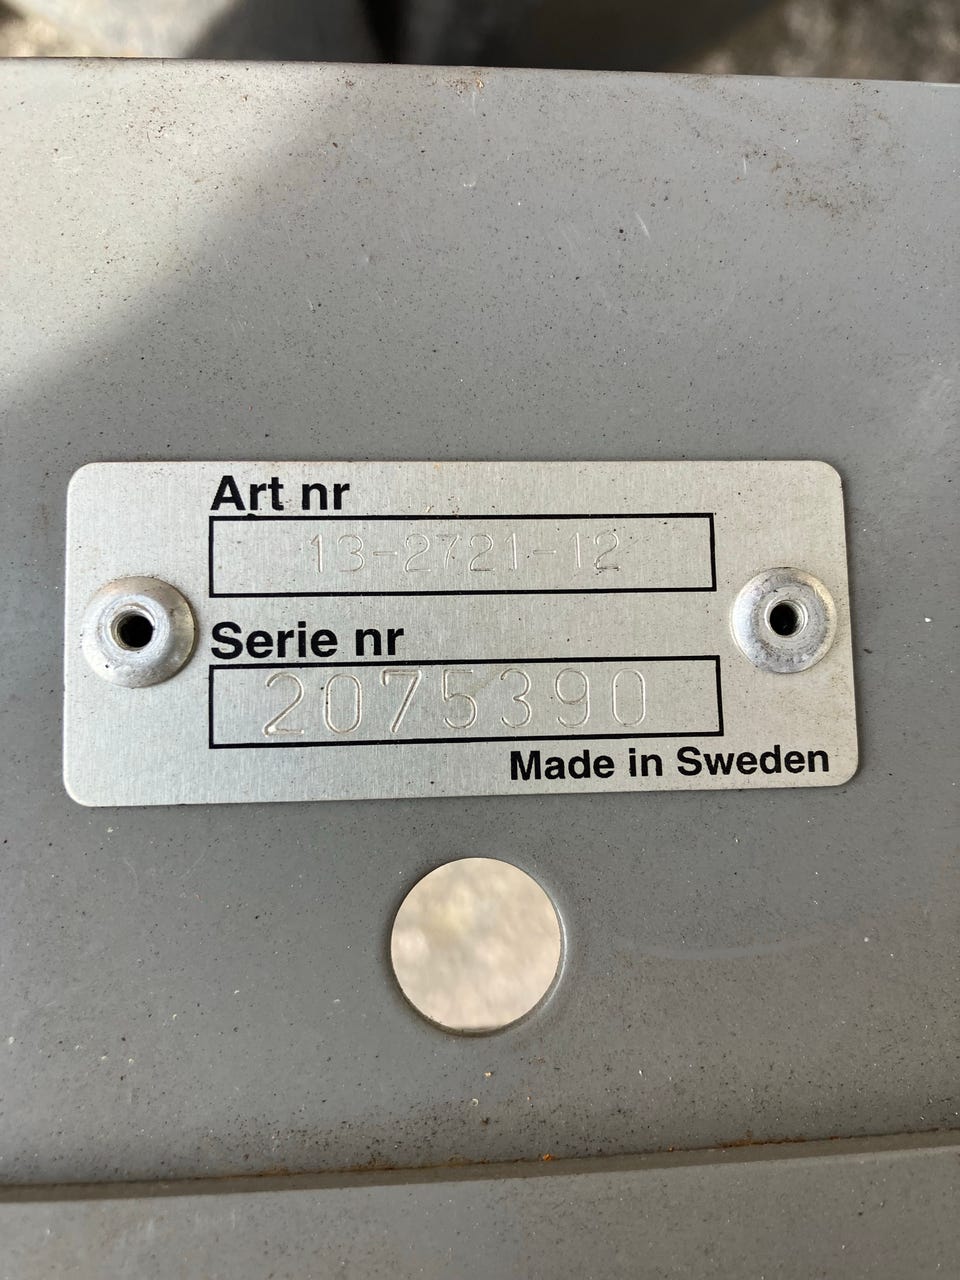 Art nr
13-2721-12
Serie nr
2075390
Made in Sweden